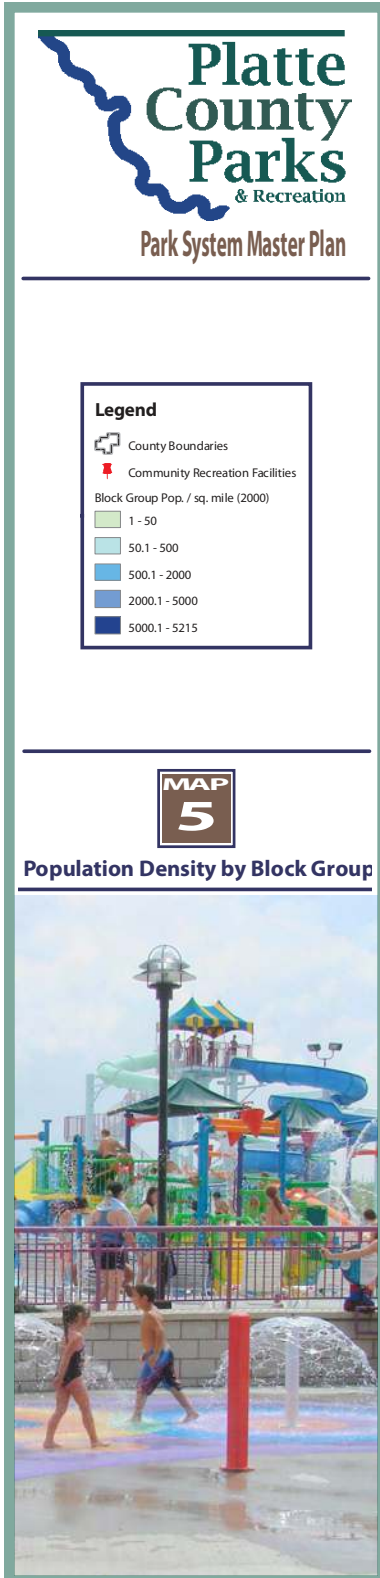 Platte
County
Parks
& Recreation
Park System Master Plan
Legend
County Boundaries
Community Recreation Facilities
Block Group Pop. / sq. mile (2000)
1 - 50
50.1 - 500
500.1 - 2000
2000.1 - 5000
5000.1 - 5215
MAP
5
Population Density by Block Group